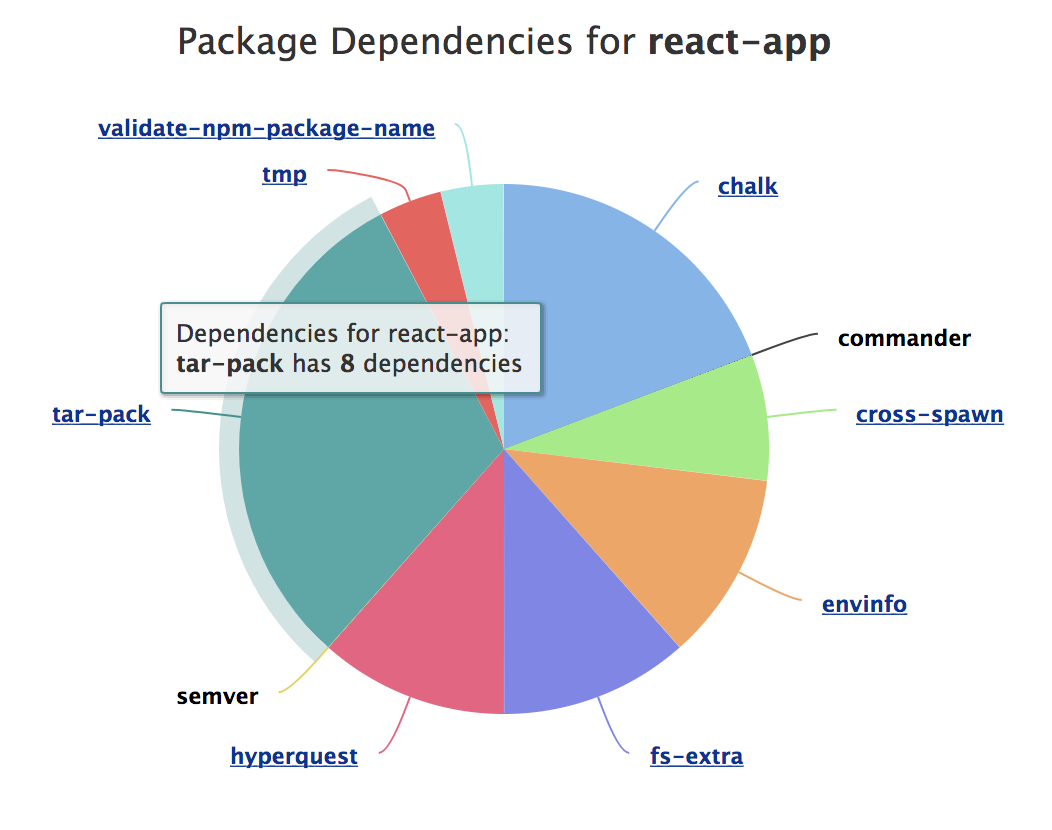 Package Dependencies for react-app
validate-npm-package-name
tmp
chalk
Dependencies for react-app:
tar-pack has 8 dependencies
commander
tar-pack
cross-spawn
envinfo
semver
hyperquest
fs-extra